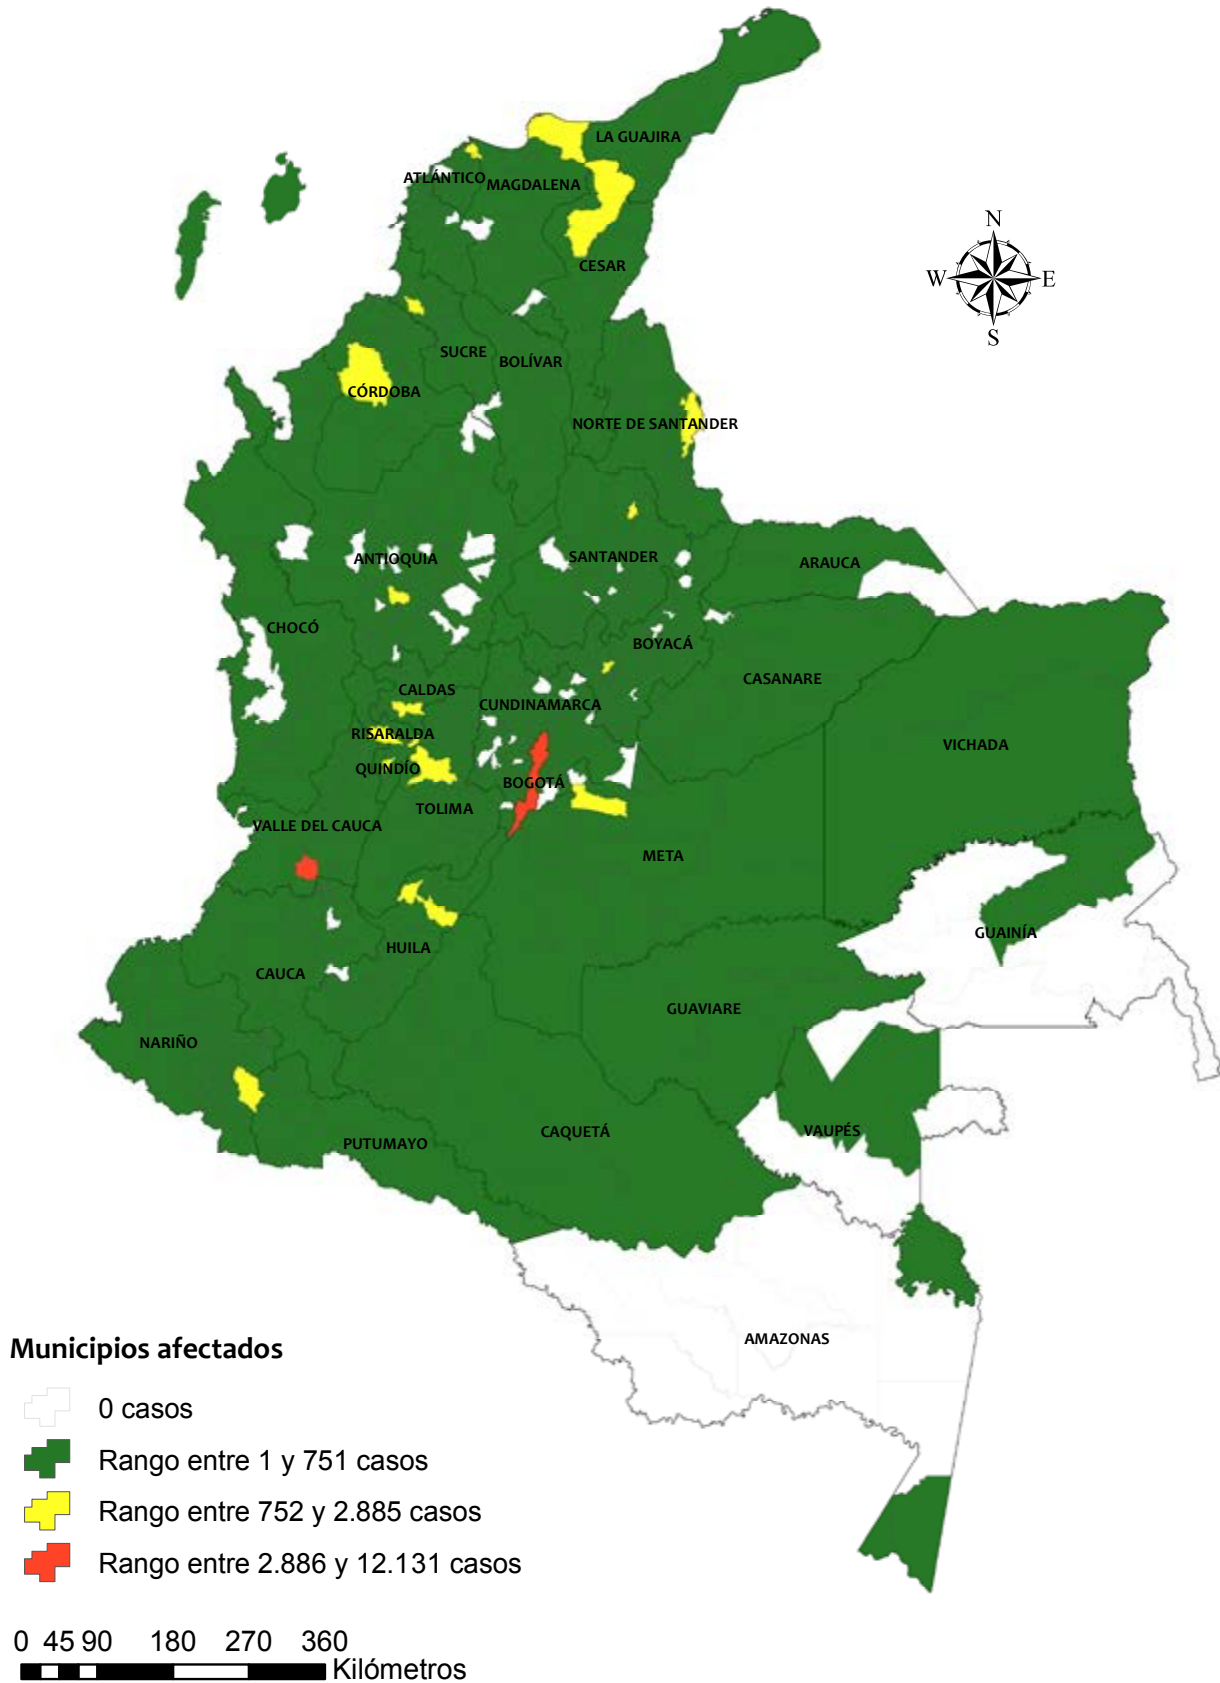 LA GUAJIRA
ATLÁNTICO
MAGDALENA
N
W
E
S
CESAR
SUCRE
BOLÍVAR
CÓRDOBA
NORTE DE SANTANDER
ANTIOQUIA
SANTANDER
ARAUCA
CHOCÓ
BOYACÁ
CASANARE
CALDAS
CUNDINAMARCA
RISARALDA
VICHADA
QUINDÍO
BOGOTÁ
TOLIMA
VALLE DEL CAUCA
META
GUAINÍA
HUILA
CAUCA
GUAVIARE
NARIÑO
VAUPÉS
CAQUETÁ
PUTUMAYO
AMAZONAS
Municipios afectados
0 casos
Rango entre 1 y 751 casos
Rango entre 752 y 2.885 casos
Rango entre 2.886 y 12.131 casos
0 45 90 180 270 360
Kilómetros